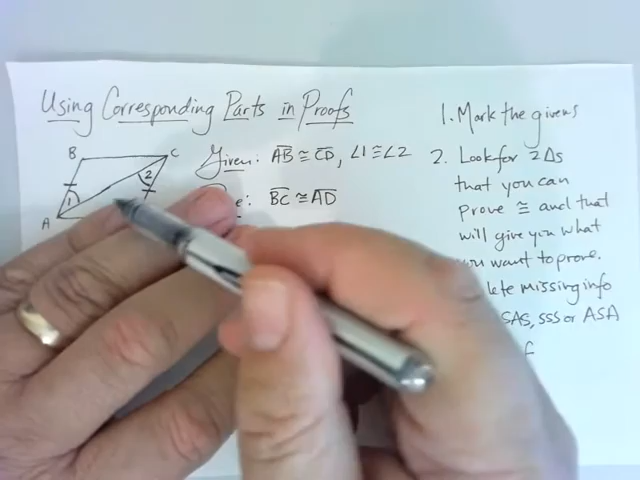 Using Corresponding Parts in Proofs
B
C
2
1
A
Given: AB ≅ CD, ∠1 ≅ ∠2
BC ≅ AD
1. Mark the givens
2. Look for 2 Δs
that you can
prove ≅ and that
will give you what
you want to prove.
missing info
SAS, SSS or ASA